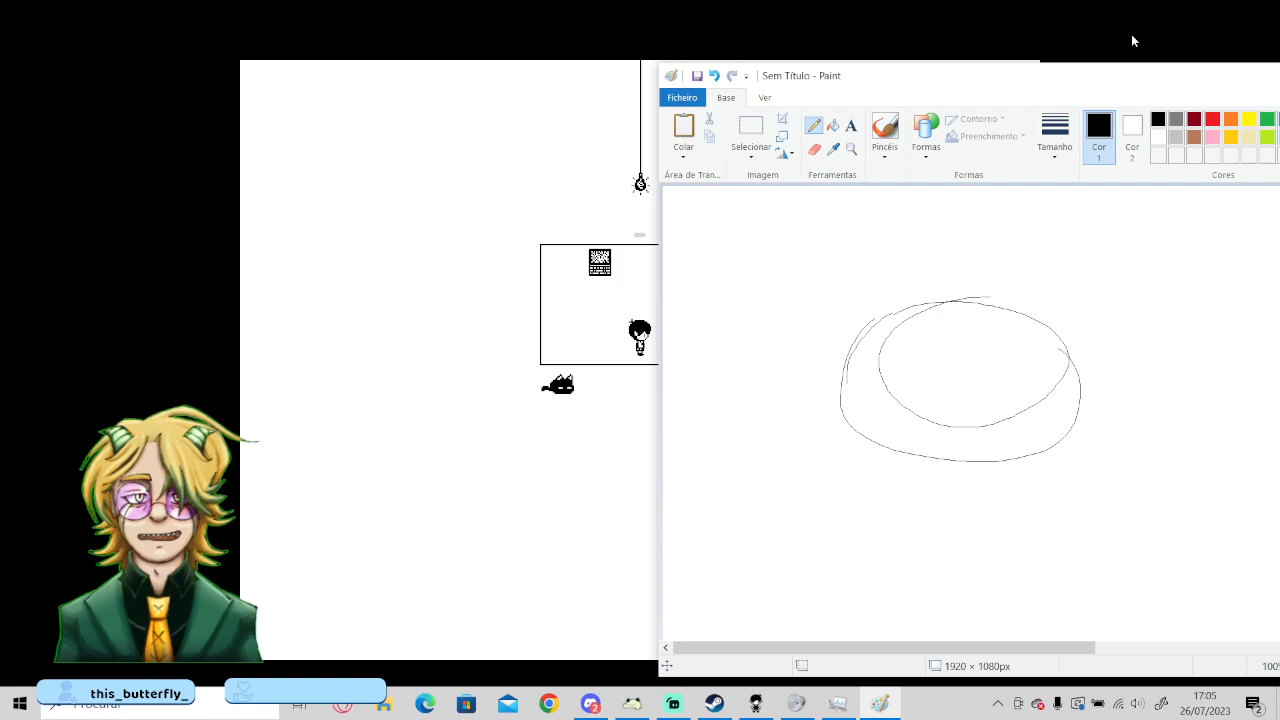 Sem Título - Paint
Ficheiro Base Ver
Colar Selecionar A Pincéis Formas Contorno Preenchimento Tamanho Cor 1 Cor 2
Área de Tran... Imagem Ferramentas Formas Cores
1920 × 1080px
this_butterfly_
17:05
26/07/2023